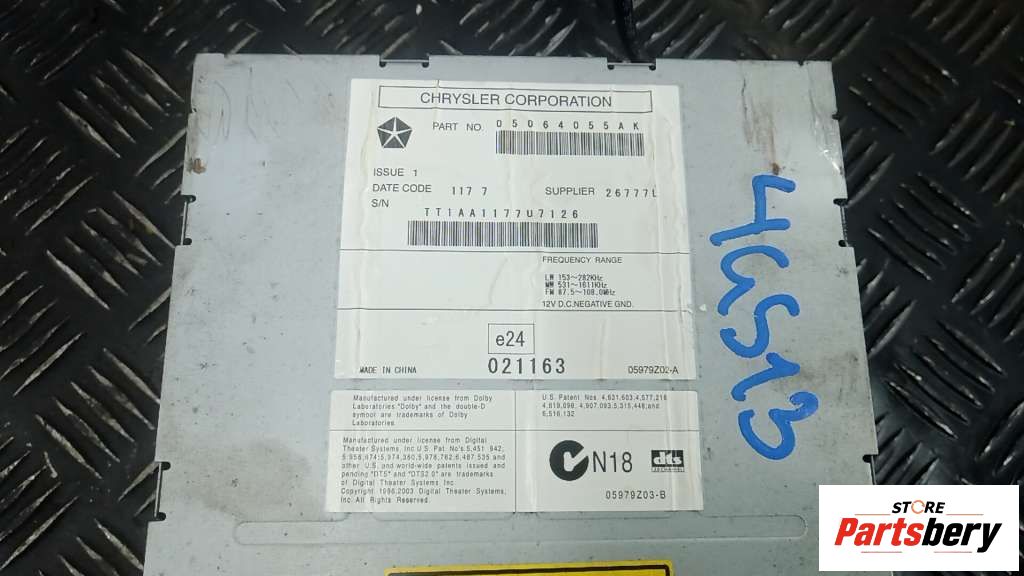 CHRYSLER CORPORATION
PART NO. 05064055AK
ISSUE 1
DATE CODE 117 7 SUPPLIER 26777L
S/N TT1AA1177U7126
FREQUENCY RANGE
LW 153~282KHz
MW 531~1611KHz
FM 87.5~108.0MHz
12V D.C.NEGATIVE GND.
e24
021163
MADE IN CHINA
05979Z02-A
Manufactured under license from Dolby
Laboratories "Dolby" and the double-D
symbol are trademarks of Dolby
Laboratories.
U.S. Patent Nos. 4,631,603,4,577,216
,4,819,098, 4,907,093,5,315,448,and
6,516,132
Manufactured under license from Digital
Theater Systems, Inc U.S. Pat. No's.5,451 942,
other U.S. and world-wide patents issued and
pending "DTS" and "DTS2.0" are trademarks
of Digital Theater Systems Inc.
Copyright 1996,2003 Digital Theater Systems,
Inc. All Rights Reserved.
N18
dts
05979Z03-B
4GS13
STORE
Partsbery